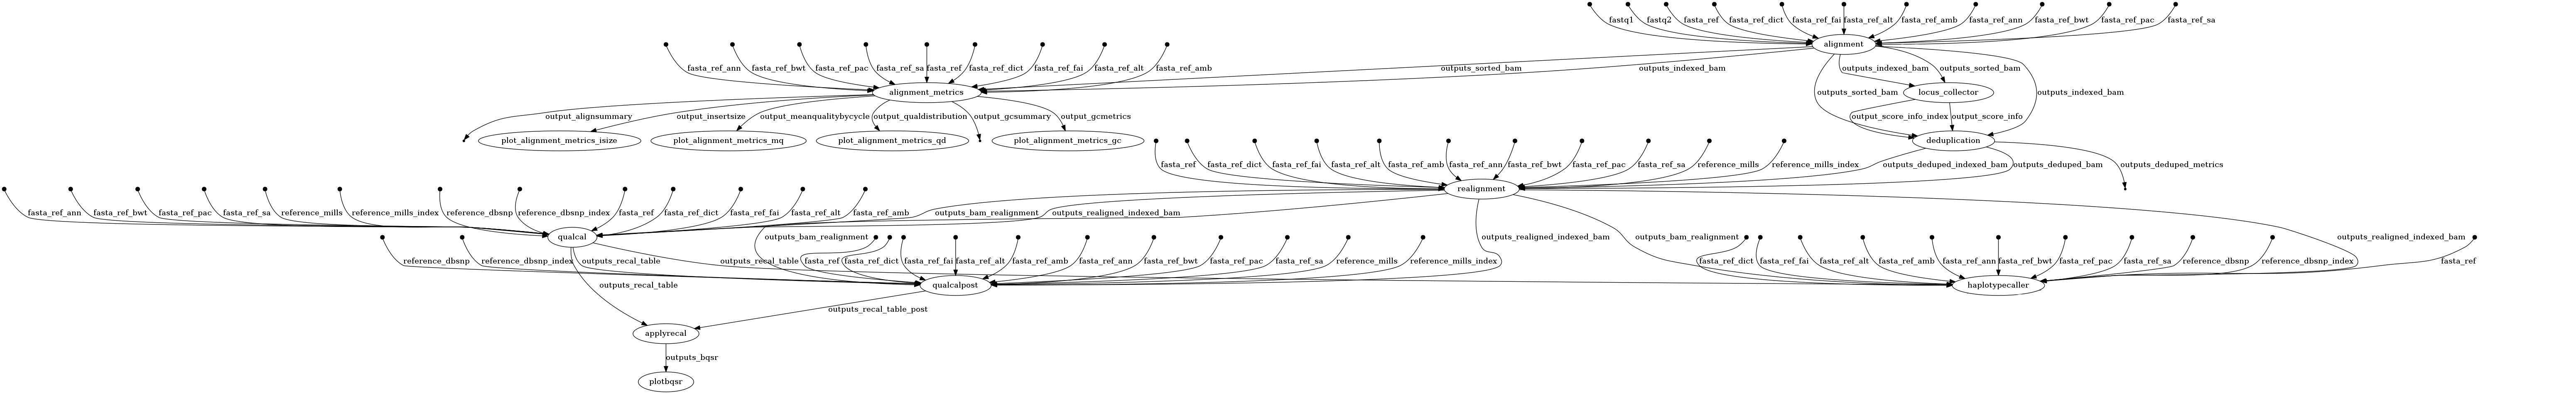 fastq1 fastq2 fasta_ref fasta_ref_dict fasta_ref_fai fasta_ref_alt fasta_ref_amb fasta_ref_ann fasta_ref_bwt fasta_ref_pac fasta_ref_sa
alignment
fasta_ref_ann fasta_ref_bwt fasta_ref_pac fasta_ref_sa fasta_ref fasta_ref_dict fasta_ref_fai fasta_ref_alt fasta_ref_amb outputs_sorted_bam outputs_indexed_bam outputs_indexed_bam outputs_sorted_bam
alignment_metrics outputs_sorted_bam locus_collector outputs_indexed_bam
output_alignsummary output_insertsize output_meanqualitybycycle output_qualdistribution output_gcsummary output_gcmetrics output_score_info_index output_score_info
plot_alignment_metrics_isize plot_alignment_metrics_mq plot_alignment_metrics_qd plot_alignment_metrics_gc deduplication
fasta_ref fasta_ref_dict fasta_ref_fai fasta_ref_alt fasta_ref_amb fasta_ref_ann fasta_ref_bwt fasta_ref_pac fasta_ref_sa reference_mills reference_mills_index outputs_deduped_indexed_bam outputs_deduped_bam outputs_deduped_metrics
realignment
fasta_ref_ann fasta_ref_bwt fasta_ref_pac fasta_ref_sa reference_mills reference_mills_index reference_dbsnp reference_dbsnp_index fasta_ref fasta_ref_dict fasta_ref_fai fasta_ref_alt fasta_ref_amb outputs_bam_realignment outputs_realigned_indexed_bam
qualcal outputs_bam_realignment outputs_realigned_indexed_bam outputs_bam_realignment outputs_realigned_indexed_bam
reference_dbsnp reference_dbsnp_index outputs_recal_table outputs_recal_table fasta_ref fasta_ref_dict fasta_ref_fai fasta_ref_alt fasta_ref_amb fasta_ref_ann fasta_ref_bwt fasta_ref_pac fasta_ref_sa reference_mills reference_mills_index fasta_ref_dict fasta_ref_fai fasta_ref_alt fasta_ref_amb fasta_ref_ann fasta_ref_bwt fasta_ref_pac fasta_ref_sa reference_dbsnp reference_dbsnp_index fasta_ref
outputs_recal_table qualcalpost haplotypecaller
outputs_recal_table_post
applyrecal
outputs_bqsr
plotbqsr